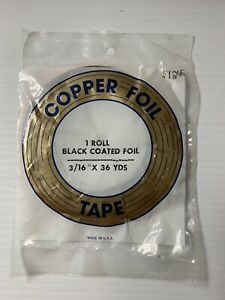 COPPER FOIL
1 ROLL
BLACK COATED FOIL
3/16" X 36 YDS
TAPE
MADE IN U.S.A.